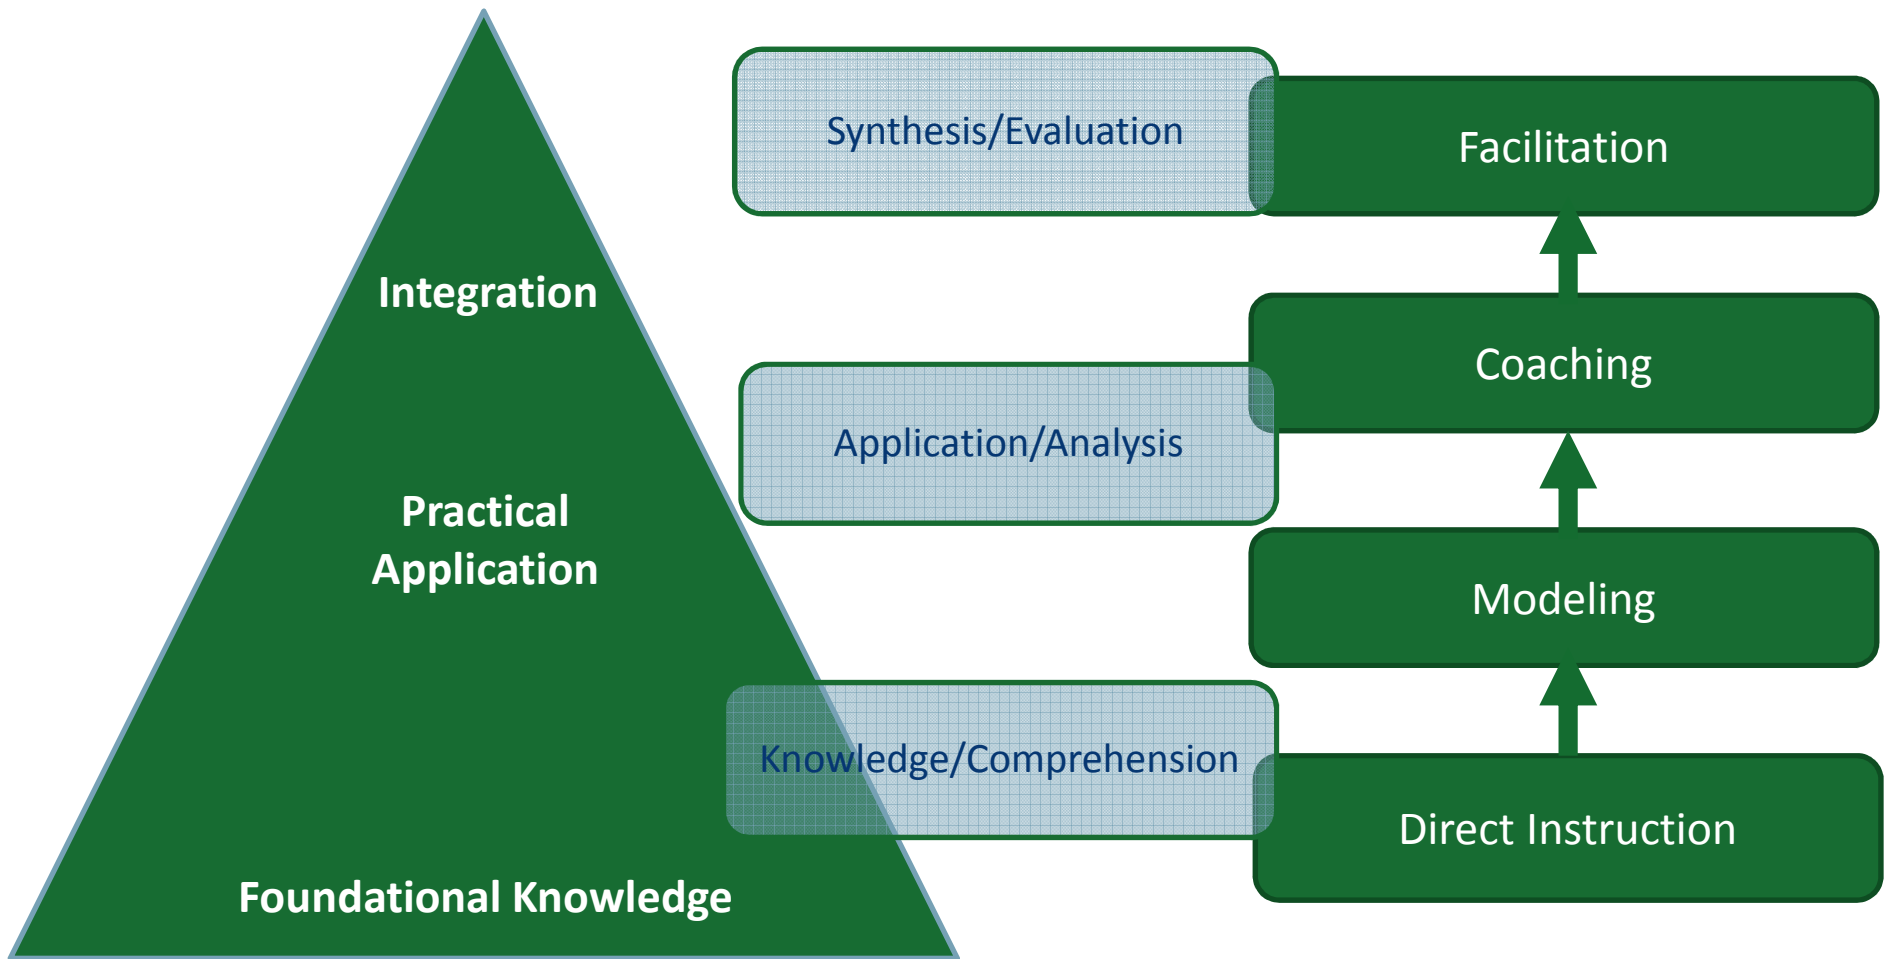 Integration
Practical
Application
Foundational Knowledge
Synthesis/Evaluation
Application/Analysis
Knowledge/Comprehension
Facilitation
Coaching
Modeling
Direct Instruction